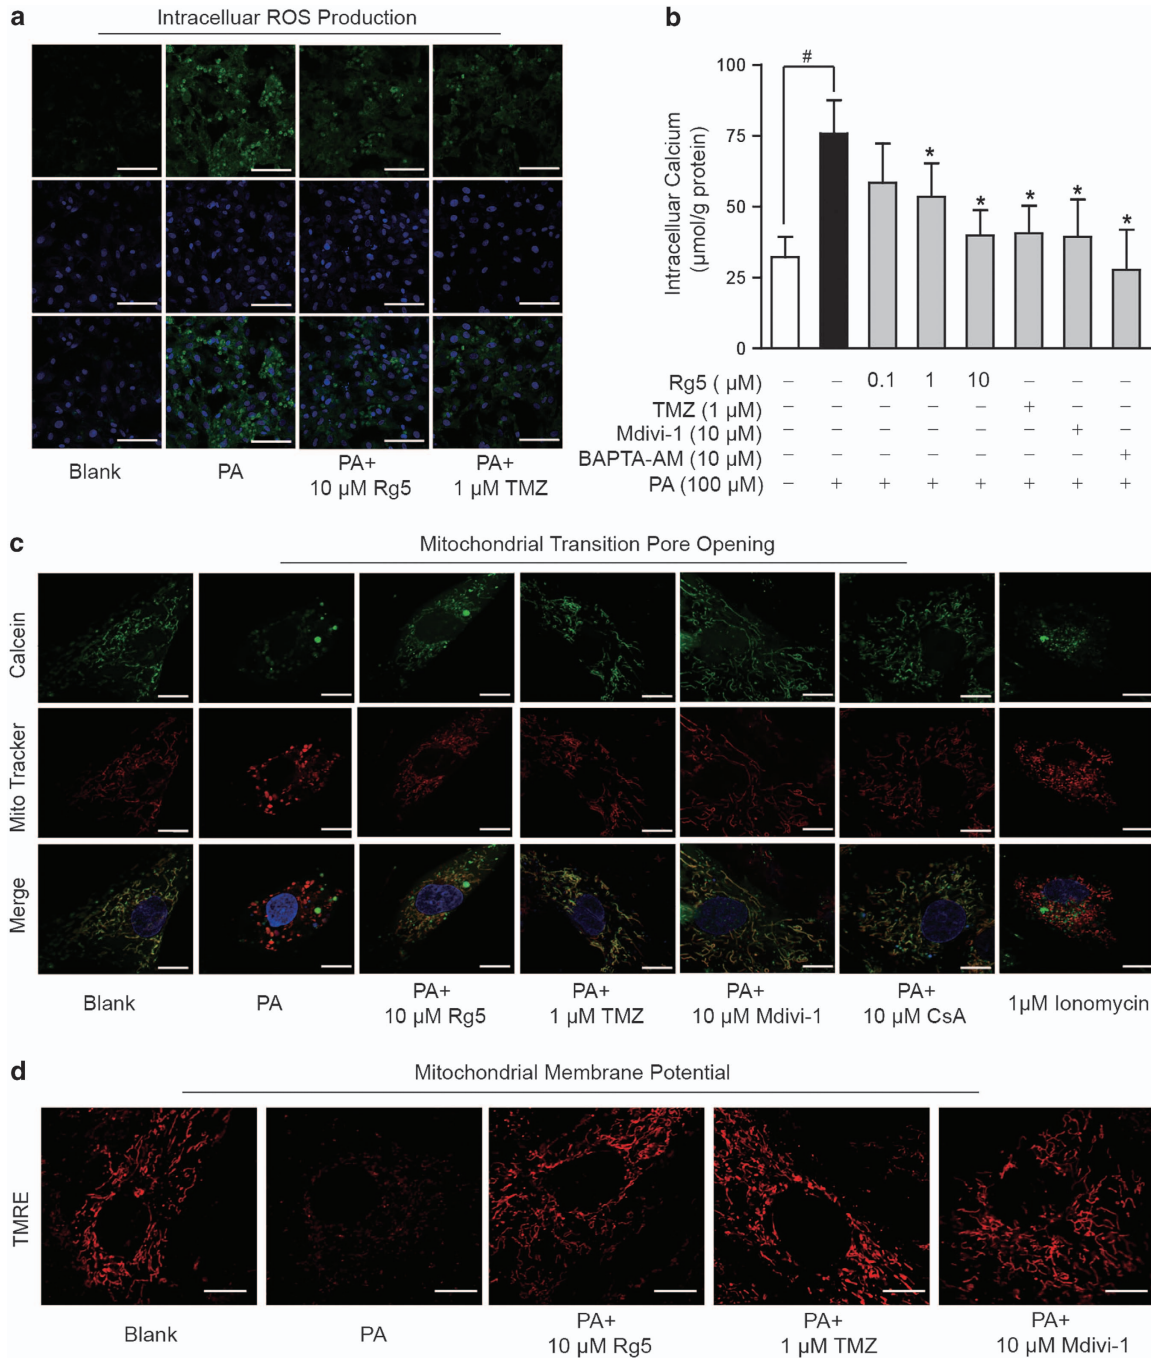 a
Intracelluar ROS Production
Blank
PA
PA+
10 µM Rg5
PA+
1 µM TMZ
b
Intracelluar Calcium
(µmol/g protein)
100
75
50
25
0
#
*
*
*
*
*
Rg5 ( µM) – – 0.1 1 10 – – –
TMZ (1 µM) – – – – – + – –
Mdivi-1 (10 µM) – – – – – – + –
BAPTA-AM (10 µM) – – – – – – – +
PA (100 µM) – + + + + + + +
c
Mitochondrial Transition Pore Opening
Calcein
Mito Tracker
Merge
Blank
PA
PA+
10 µM Rg5
PA+
1 µM TMZ
PA+
10 µM Mdivi-1
PA+
10 µM CsA
1µM Ionomycin
d
Mitochondrial Membrane Potential
TMRE
Blank
PA
PA+
10 µM Rg5
PA+
1 µM TMZ
PA+
10 µM Mdivi-1